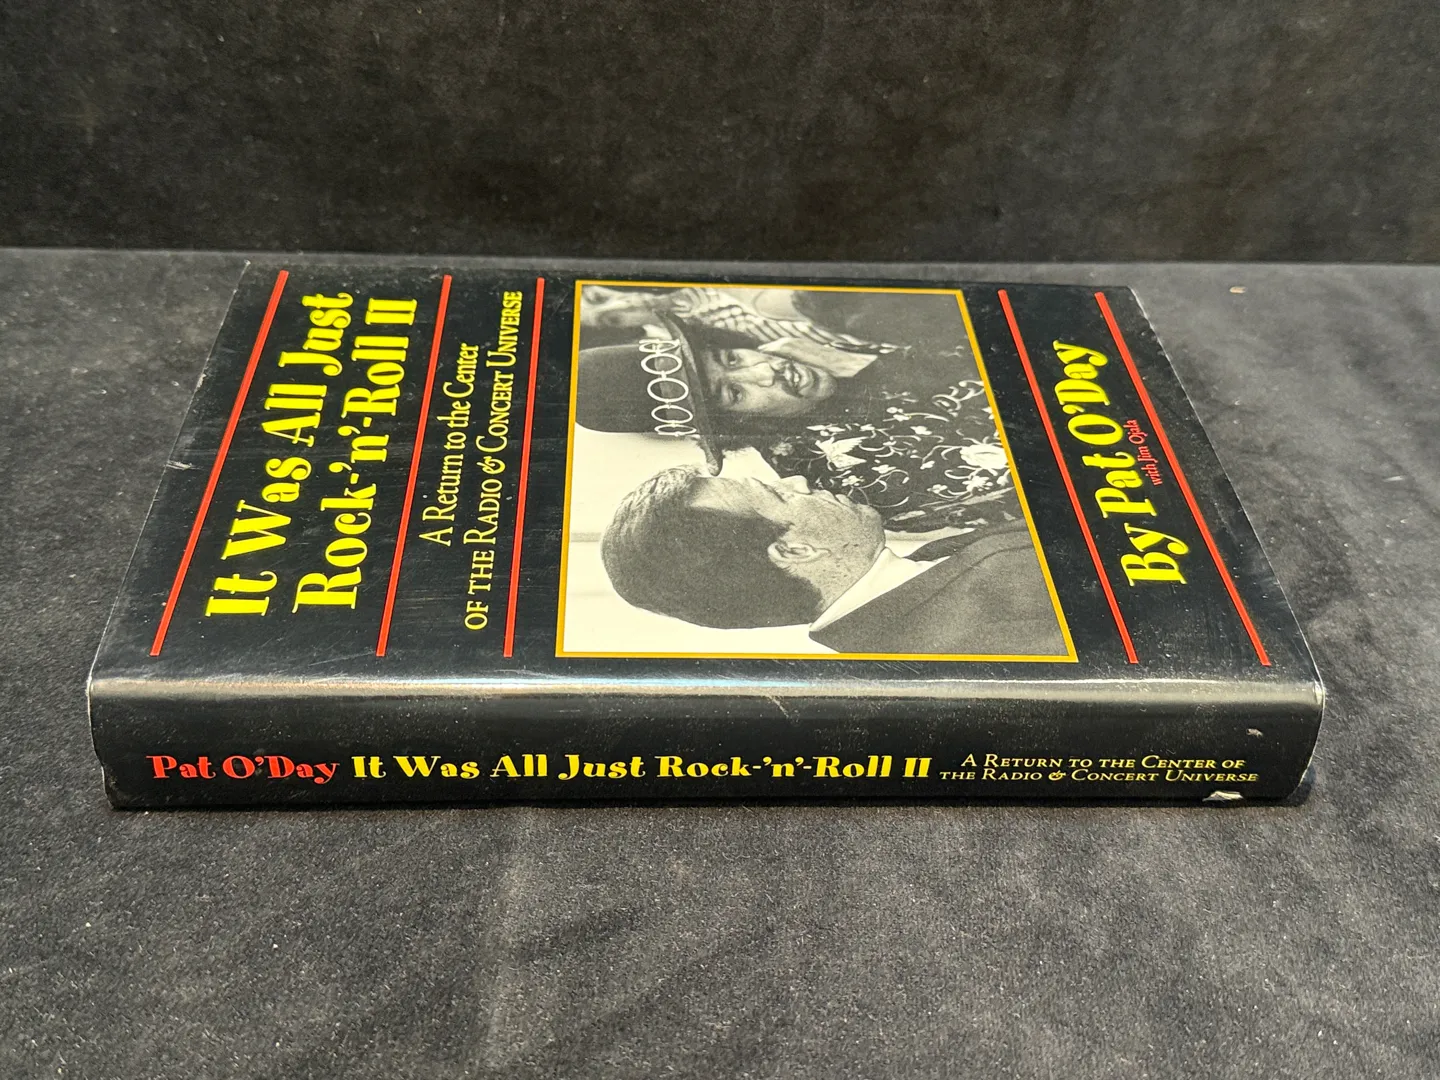 It Was All Just
Rock-'n'-Roll II
A Return to the Center
of the Radio & Concert Universe
By Pat O'Day
with Jim Ojala
Pat O'Day It Was All Just Rock-'n'-Roll II
A Return to the Center of
the Radio & Concert Universe